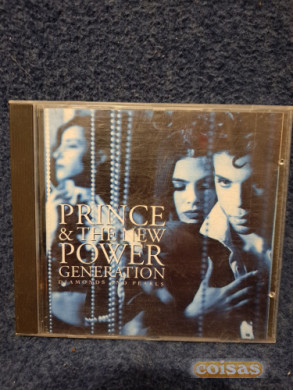 PRINCE
& THE NEW
POWER
GENERATION
DIAMONDS AND PEARLS
coisas